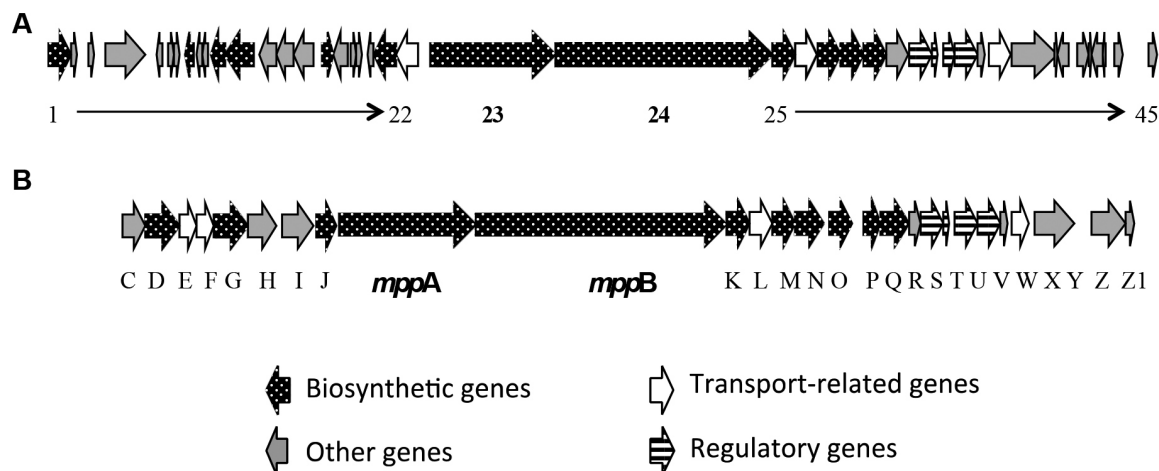 A
1 22 23 24 25 45
B
C D E F G H I J mppA mppB K L M N O P Q R S T U V W X Y Z Z1
Biosynthetic genes Transport-related genes
Other genes Regulatory genes